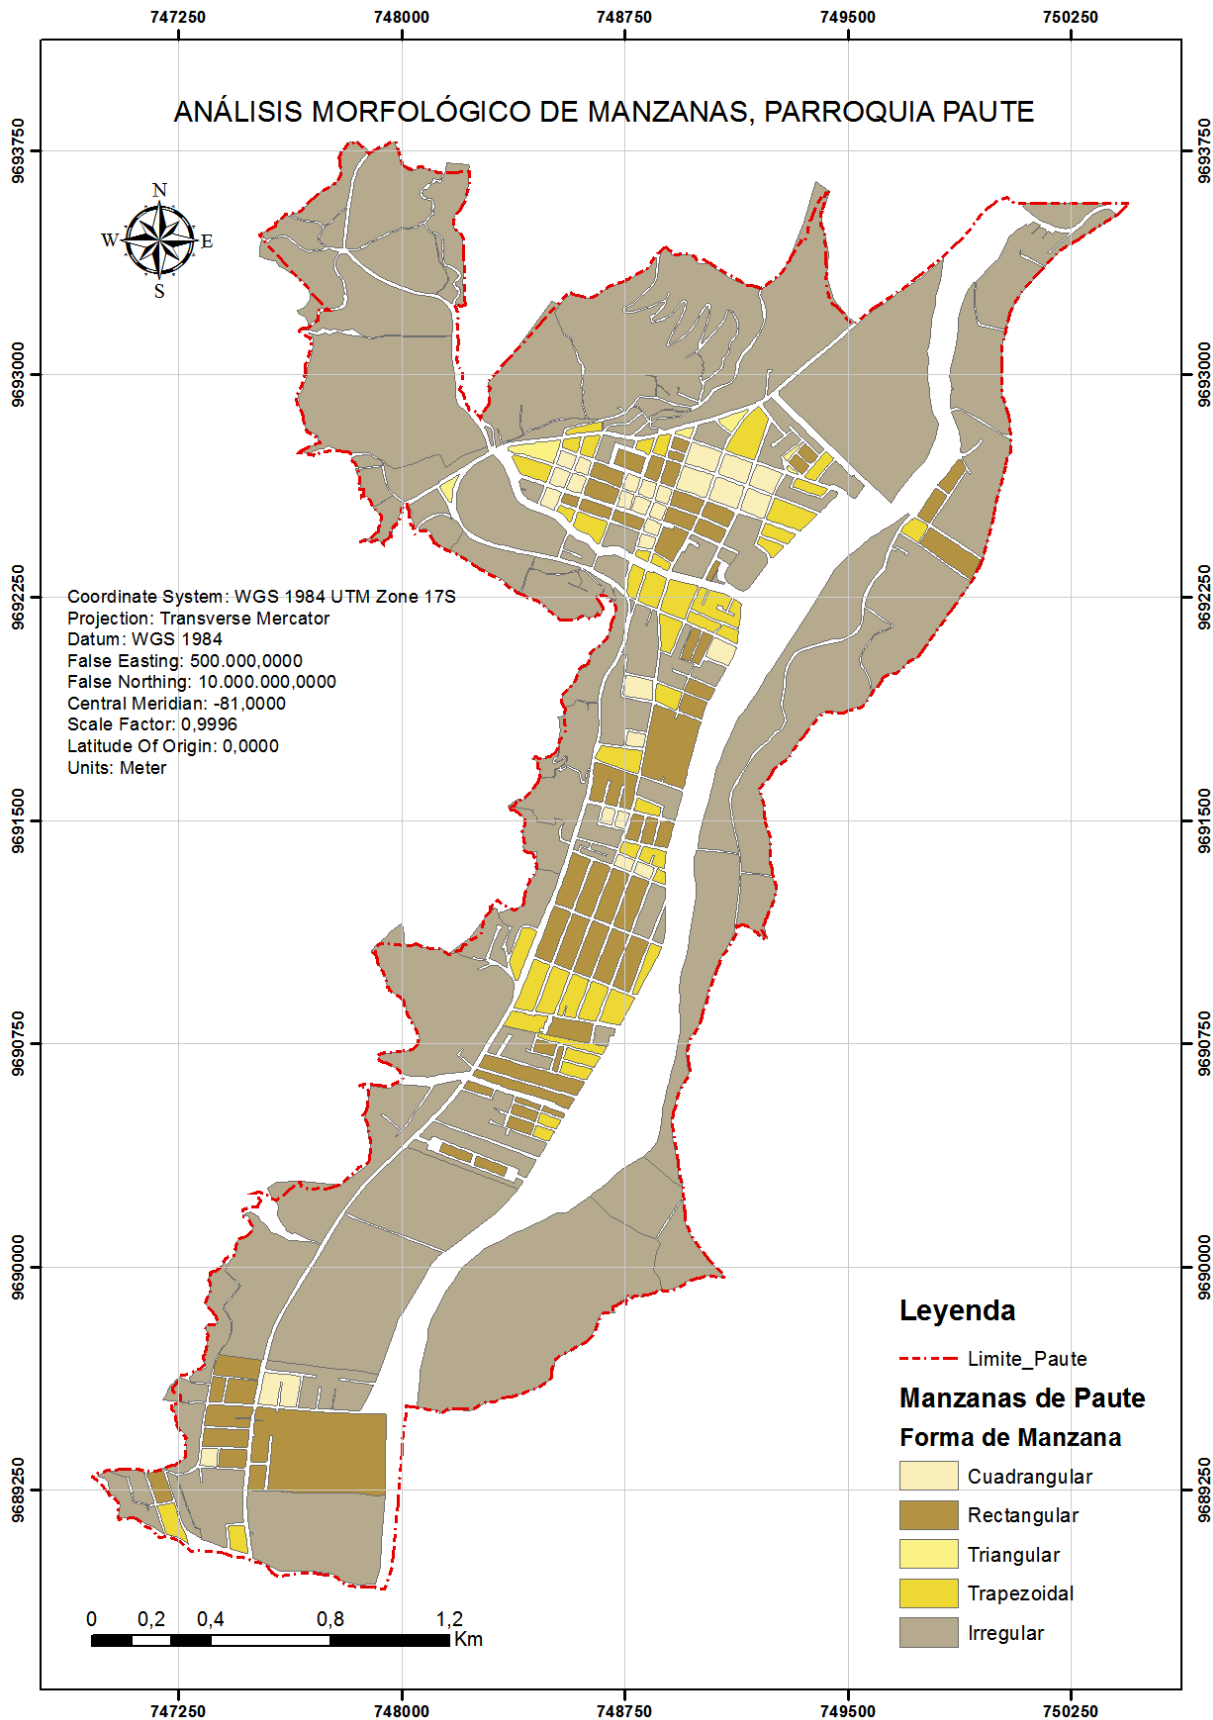 747250 748000 748750 749500 750250
ANÁLISIS MORFOLÓGICO DE MANZANAS, PARROQUIA PAUTE
9693750 9693750
N
W E
S
9693000 9693000
9692250 9692250
Coordinate System: WGS 1984 UTM Zone 17S
Projection: Transverse Mercator
Datum: WGS 1984
False Easting: 500.000,0000
False Northing: 10.000.000,0000
Central Meridian: -81,0000
Scale Factor: 0,9996
Latitude Of Origin: 0,0000
Units: Meter
9691500 9691500
9690750 9690750
9690000 9690000
Leyenda
Limite_Paute
Manzanas de Paute
Forma de Manzana
Cuadrangular
9689250 9689250
Rectangular
Triangular
Trapezoidal
Irregular
0 0,2 0,4 0,8 1,2
Km
747250 748000 748750 749500 750250